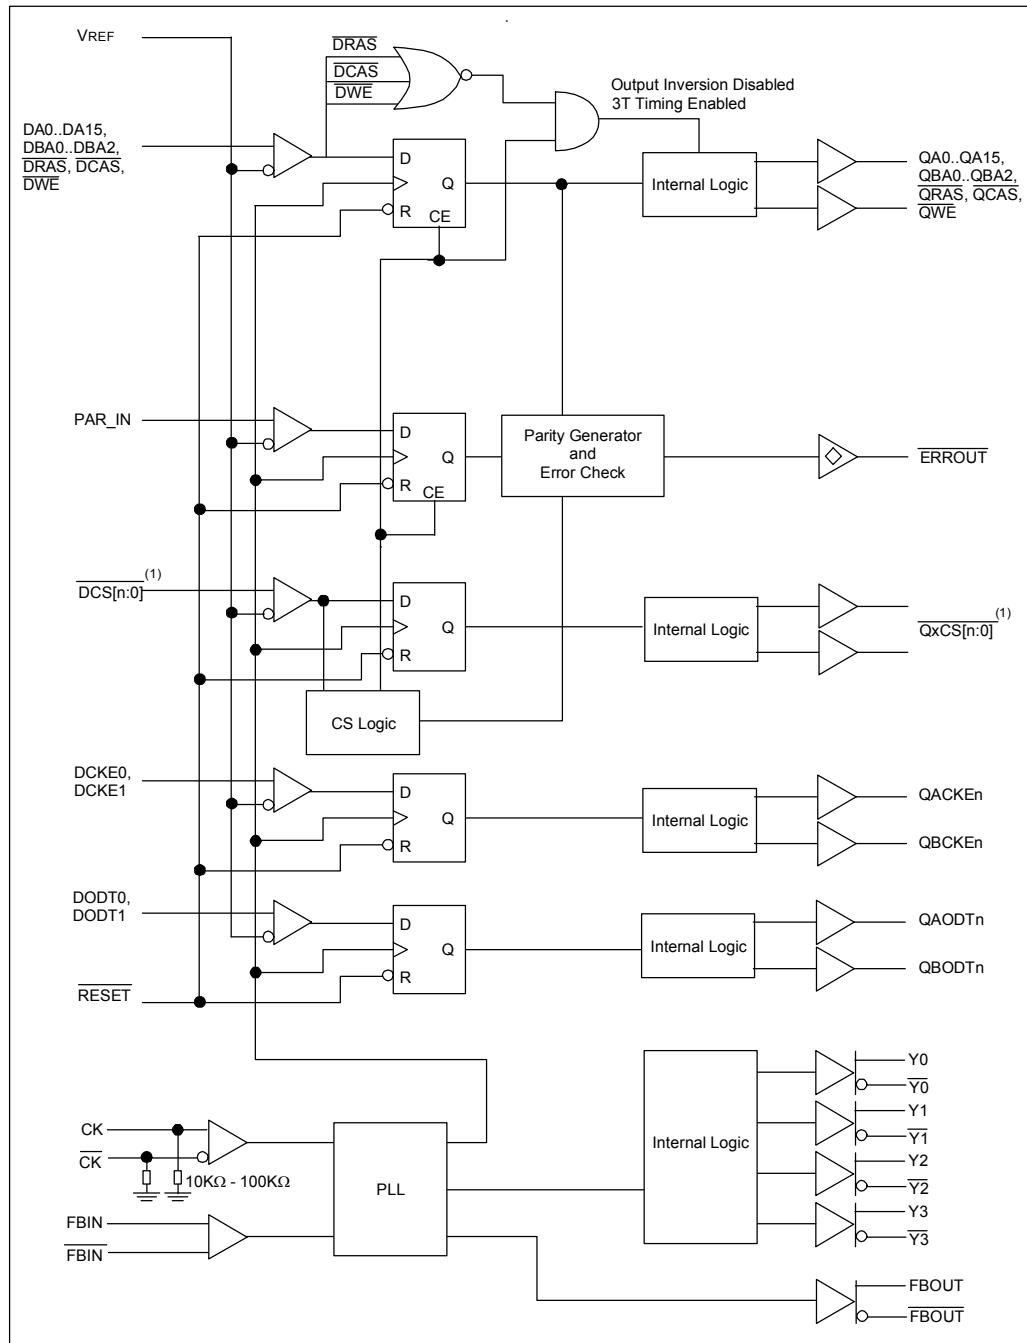 VREF
DRAS
DCAS
DWE
Output Inversion Disabled
3T Timing Enabled
DA0..DA15,
DBA0..DBA2,
DRAS, DCAS,
DWE
D
Q
R
CE
Internal Logic
QA0..QA15,
QBA0..QBA2,
QRAS, QCAS,
QWE
PAR_IN
D
Q
R
CE
Parity Generator
and
Error Check
ERROUT
DCS[n:0](1)
D
Q
R
Internal Logic
QxCS[n:0](1)
CS Logic
DCKE0,
DCKE1
D
Q
R
Internal Logic
QACKEn
QBCKEn
DODT0,
DODT1
D
Q
R
Internal Logic
QAODTn
QBODTn
RESET
CK
CK
10KΩ - 100KΩ
FBIN
FBIN
PLL
Internal Logic
Y0
Y0
Y1
Y1
Y2
Y2
Y3
Y3
FBOUT
FBOUT